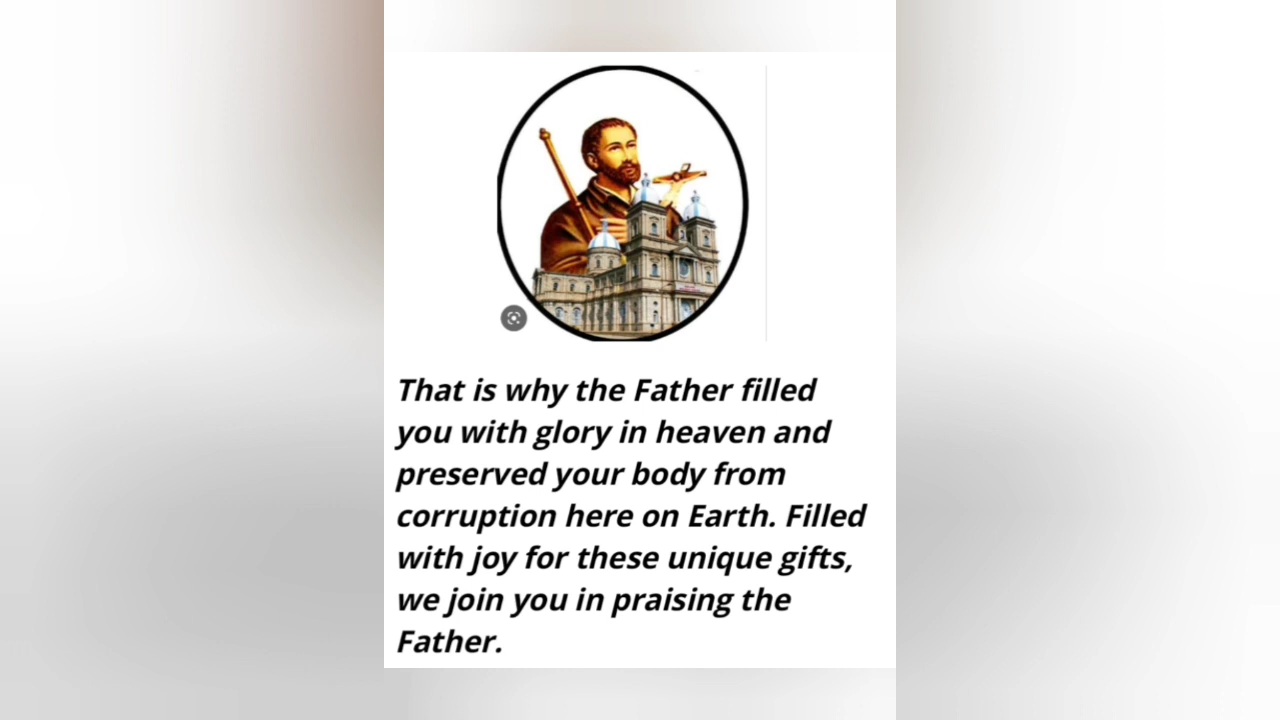 That is why the Father filled
you with glory in heaven and
preserved your body from
corruption here on Earth. Filled
with joy for these unique gifts,
we join you in praising the
Father.